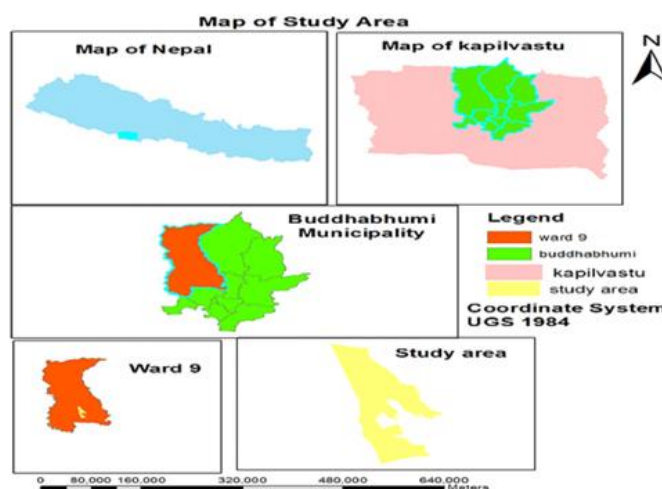 Map of Study Area
Map of Nepal
Map of kapilvastu
N
Buddhabhumi
Municipality
Legend
ward 9
buddhabhumi
kapilvastu
study area
Coordinate System
UGS 1984
Ward 9
Study area
0 80,000 160,000 320,000 480,000 640,000
Meters